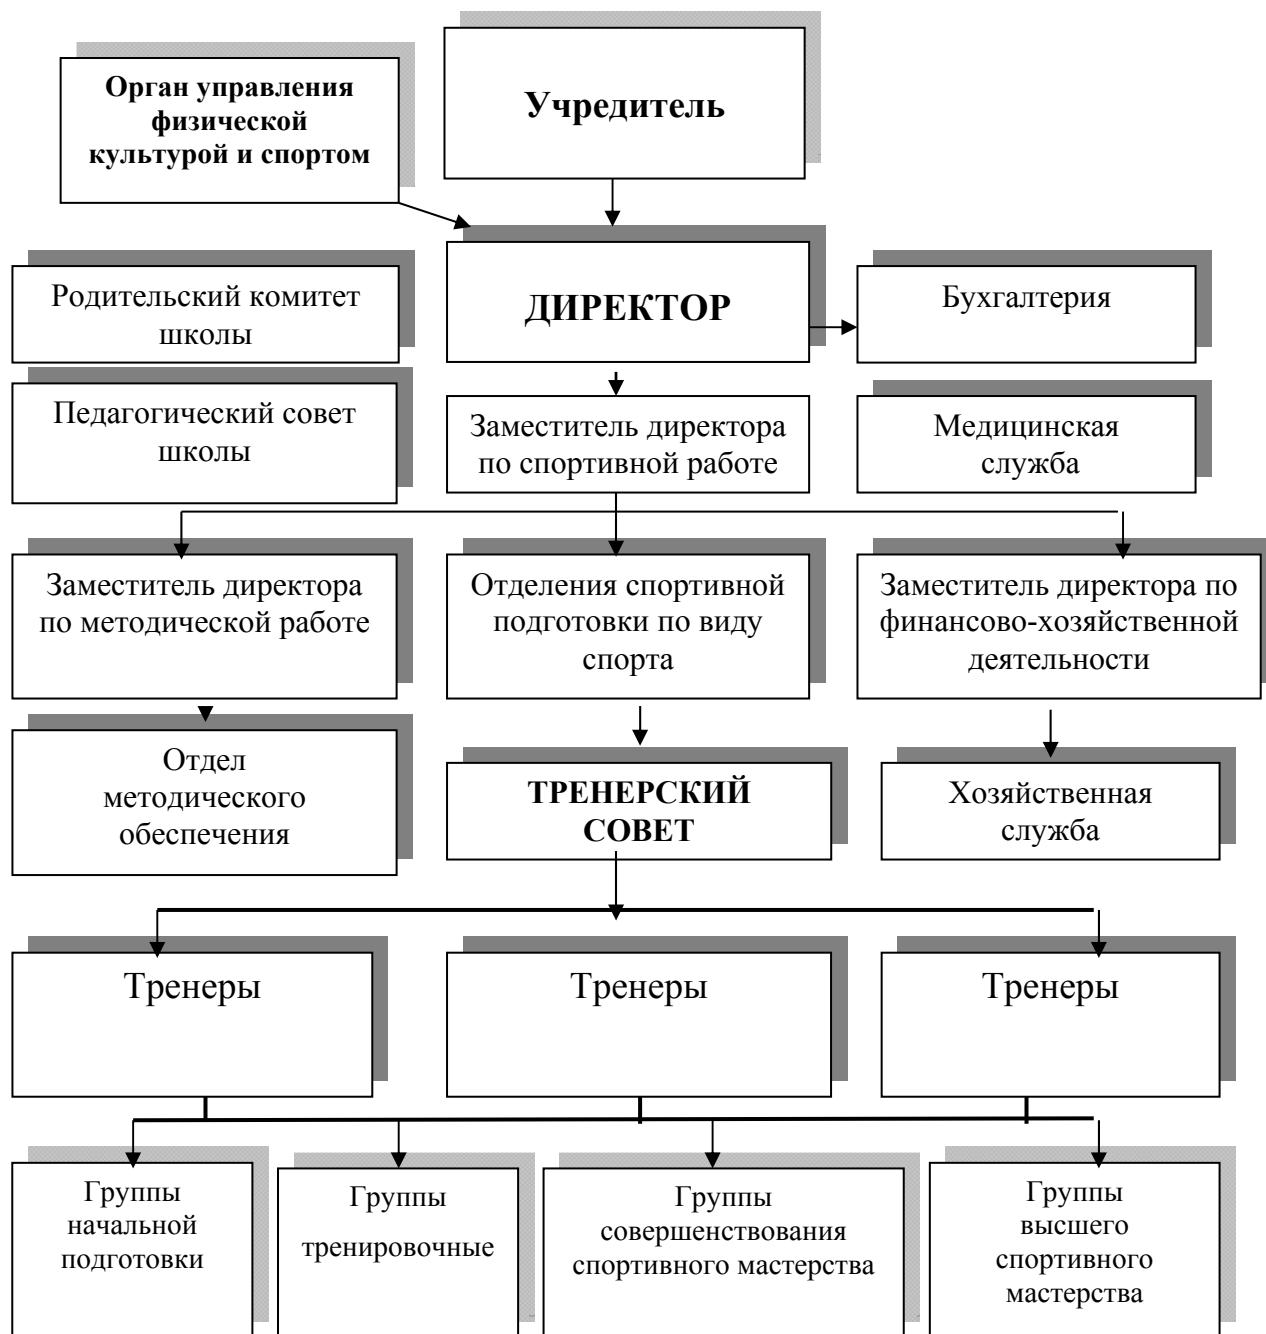 Орган управления
физической
культурой и спортом
Учредитель
Родительский комитет
школы
ДИРЕКТОР
Бухгалтерия
Педагогический совет
школы
Заместитель директора
по спортивной работе
Медицинская
служба
Заместитель директора
по методической работе
Отделения спортивной
подготовки по виду
спорта
Заместитель директора по
финансово-хозяйственной
деятельности
Отдел
методического
обеспечения
ТРЕНЕРСКИЙ
СОВЕТ
Хозяйственная
служба
Тренеры
Тренеры
Тренеры
Группы
начальной
подготовки
Группы
тренировочные
Группы
совершенствования
спортивного мастерства
Группы
высшего
спортивного
мастерства